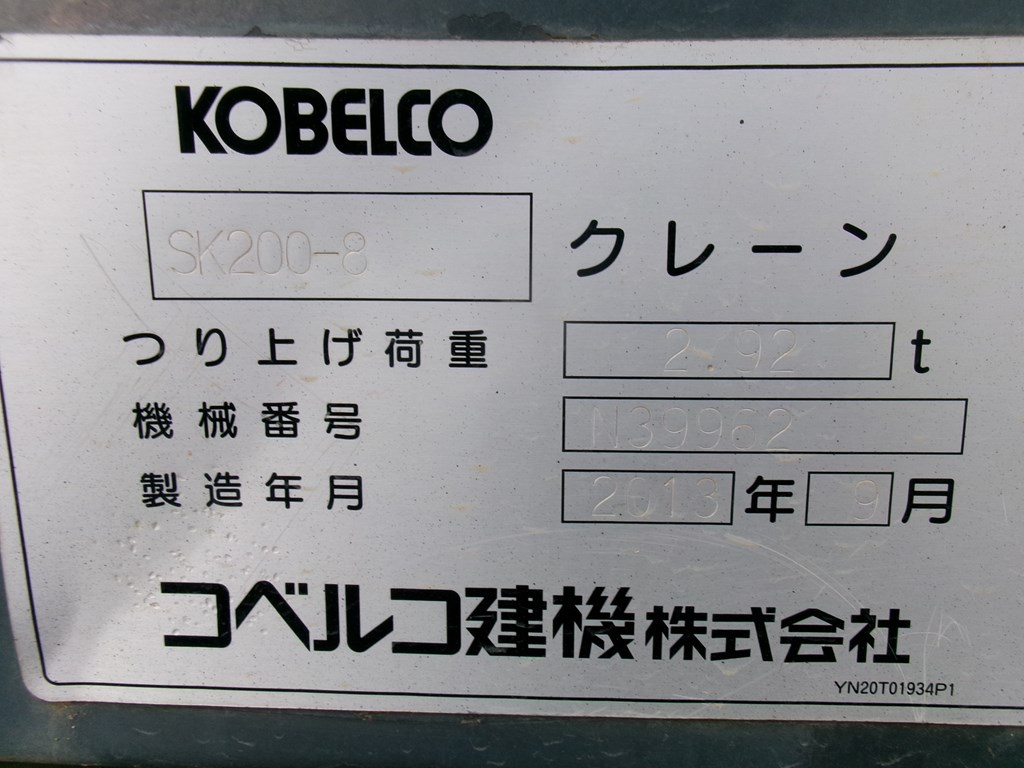 KOBELCO
SK200-8 クレーン
つり上げ荷重 2.92 t
機械番号 N39962
製造年月 2013 年 9 月
コベルコ建機株式会社
YN20T01934P1